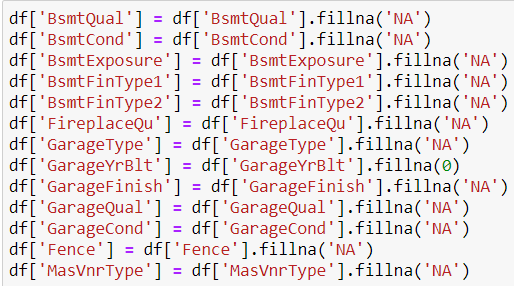 df['BsmtQual'] = df['BsmtQual'].fillna('NA')
df['BsmtCond'] = df['BsmtCond'].fillna('NA')
df['BsmtExposure'] = df['BsmtExposure'].fillna('NA')
df['BsmtFinType1'] = df['BsmtFinType1'].fillna('NA')
df['BsmtFinType2'] = df['BsmtFinType2'].fillna('NA')
df['FireplaceQu'] = df['FireplaceQu'].fillna('NA')
df['GarageType'] = df['GarageType'].fillna('NA')
df['GarageYrBlt'] = df['GarageYrBlt'].fillna(0)
df['GarageFinish'] = df['GarageFinish'].fillna('NA')
df['GarageQual'] = df['GarageQual'].fillna('NA')
df['GarageCond'] = df['GarageCond'].fillna('NA')
df['Fence'] = df['Fence'].fillna('NA')
df['MasVnrType'] = df['MasVnrType'].fillna('NA')